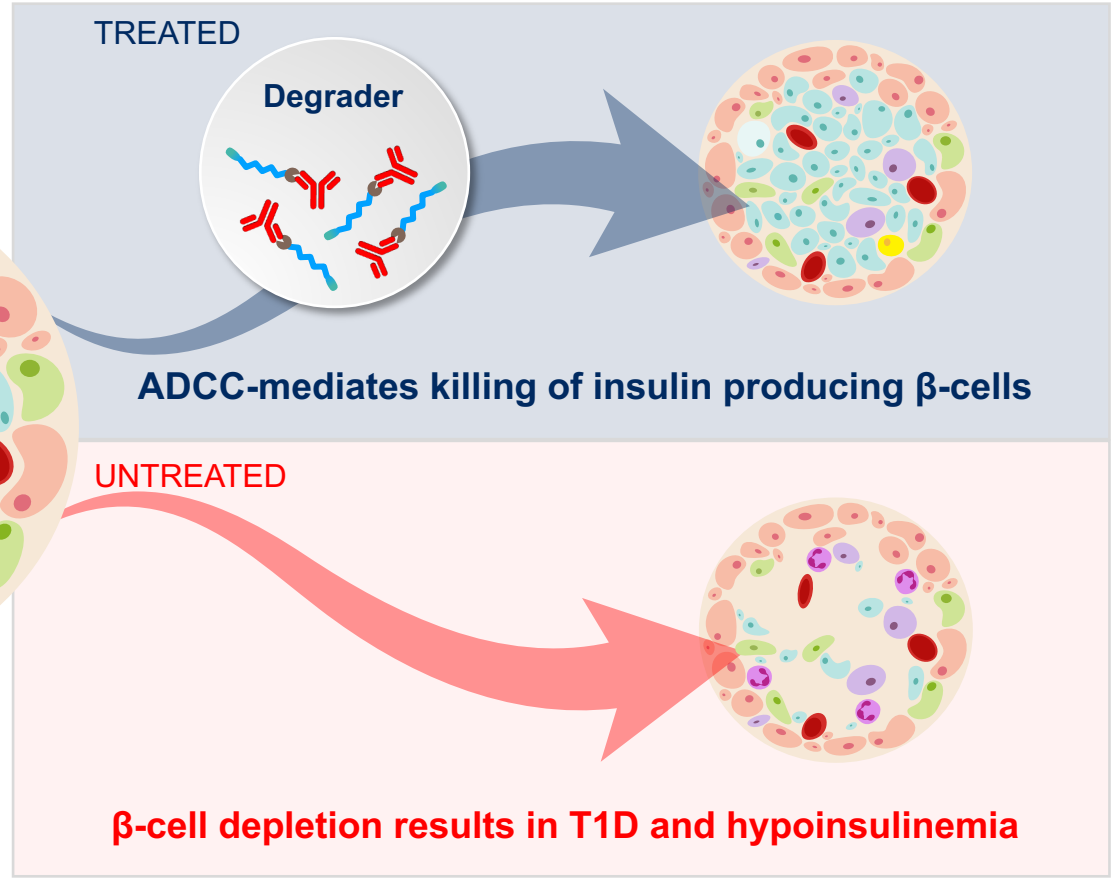 TREATED
Degrader
ADCC-mediates killing of insulin producing β-cells
UNTREATED
β-cell depletion results in T1D and hypoinsulinemia